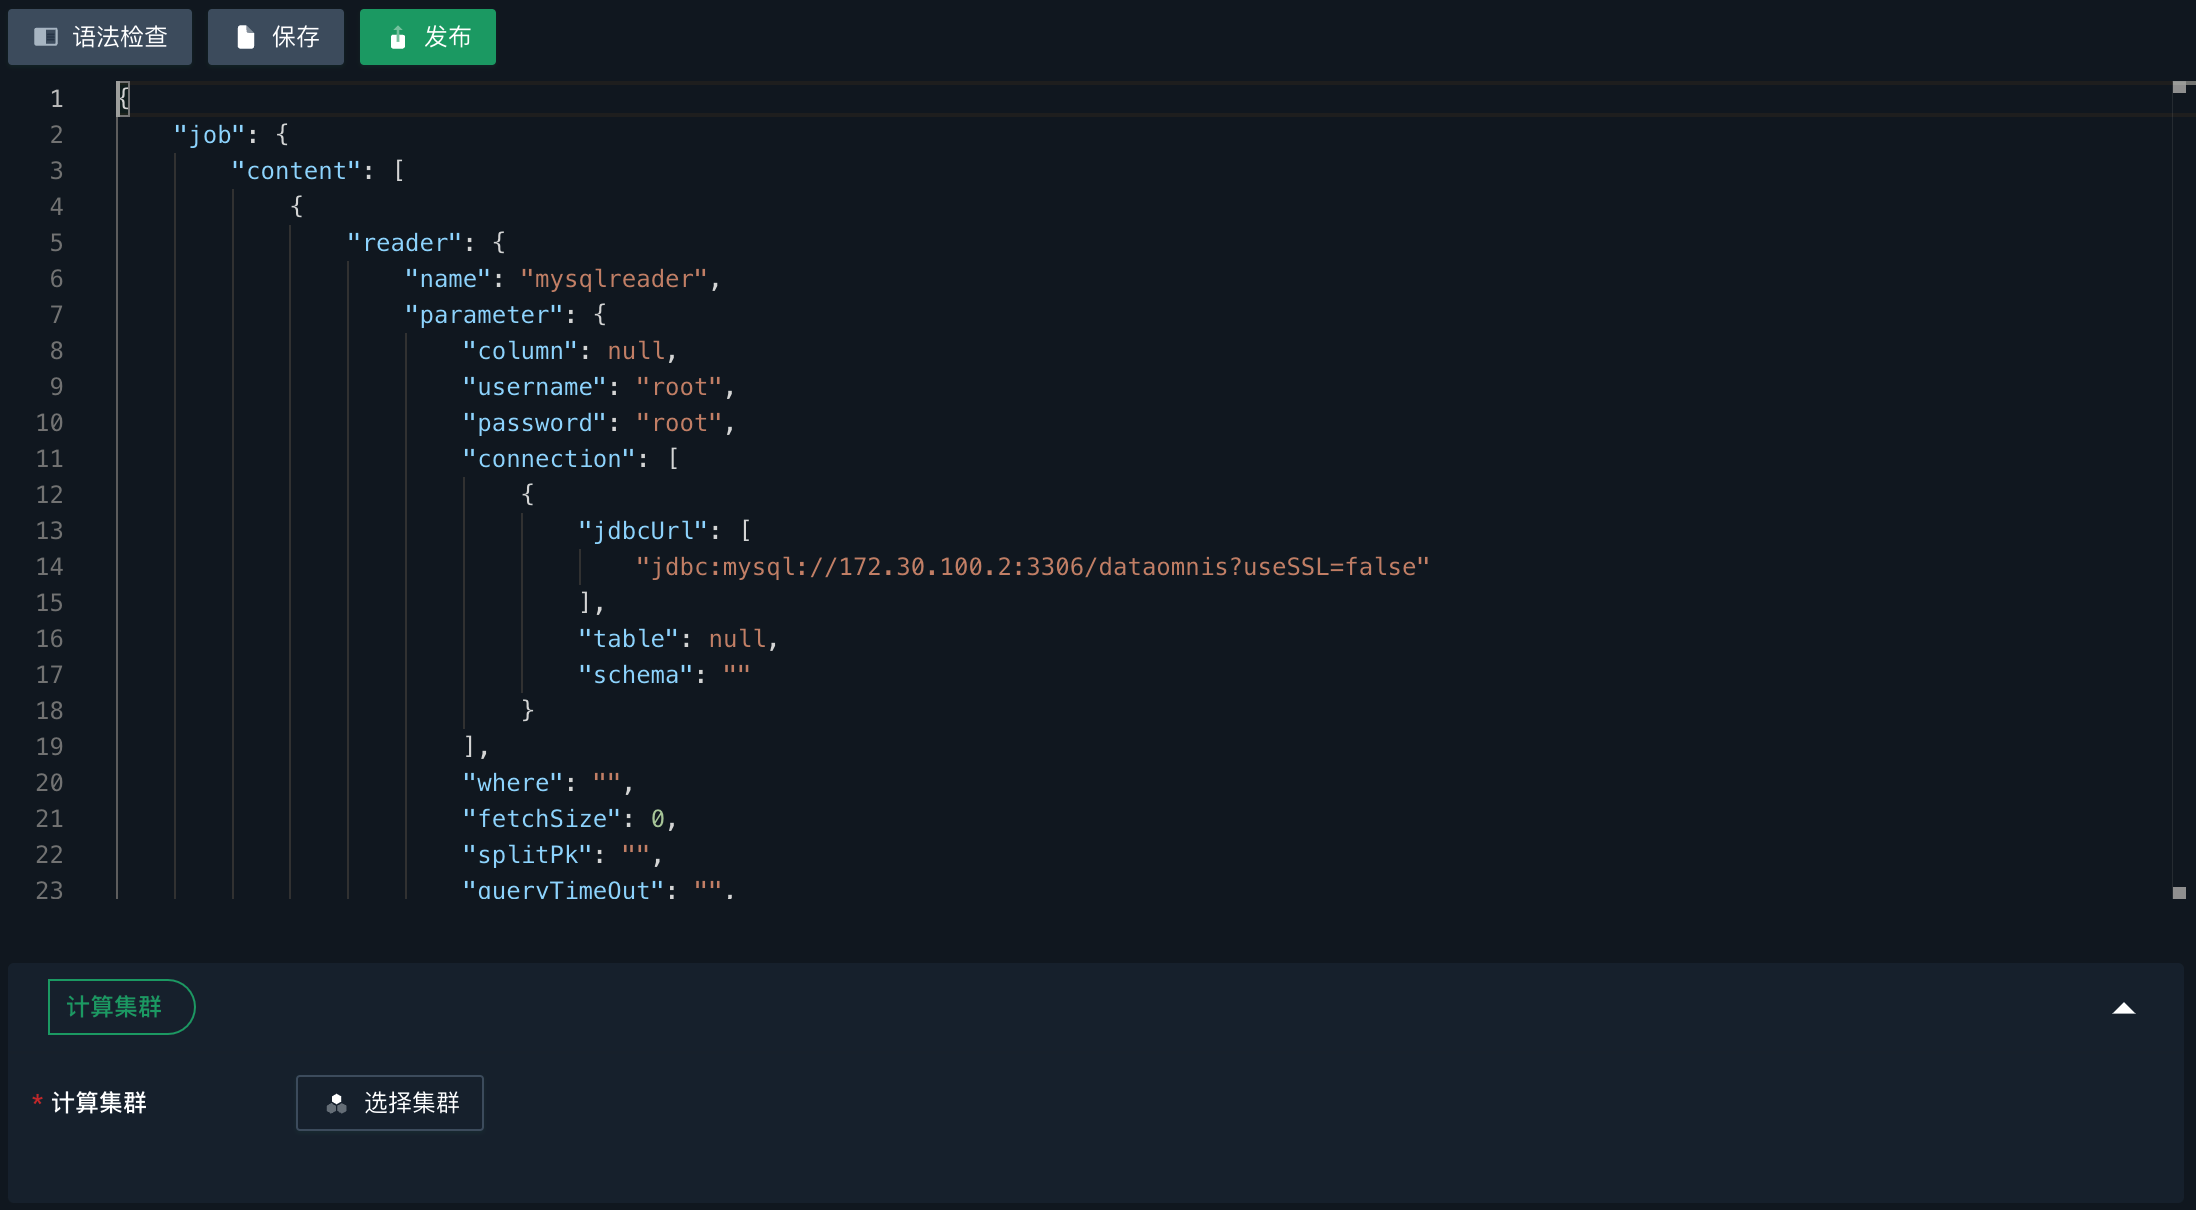 语法检查 保存 发布
1 {
2 "job": {
3 "content": [
4 {
5 "reader": {
6 "name": "mysqlreader",
7 "parameter": {
8 "column": null,
9 "username": "root",
10 "password": "root",
11 "connection": [
12 {
13 "jdbcUrl": [
14 "jdbc:mysql://172.30.100.2:3306/dataomnis?useSSL=false"
15 ],
16 "table": null,
17 "schema": ""
18 }
19 ],
20 "where": "",
21 "fetchSize": 0,
22 "splitPk": "",
23 "queryTimeOut": "",
计算集群
* 计算集群 选择集群